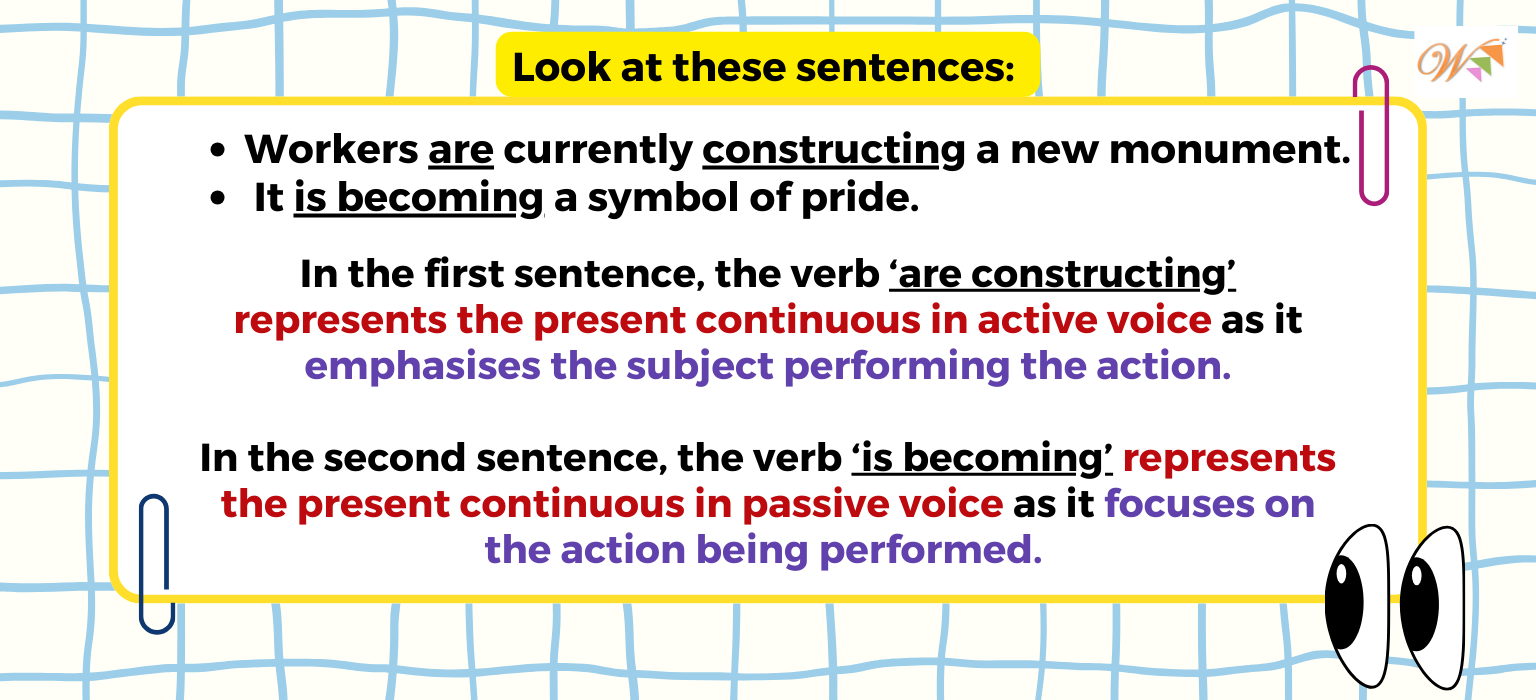 Look at these sentences:
W
• Workers are currently constructing a new monument.
• It is becoming a symbol of pride.
In the first sentence, the verb ‘are constructing’
represents the present continuous in active voice as it
emphasises the subject performing the action.
In the second sentence, the verb ‘is becoming’ represents
the present continuous in passive voice as it focuses on
the action being performed.